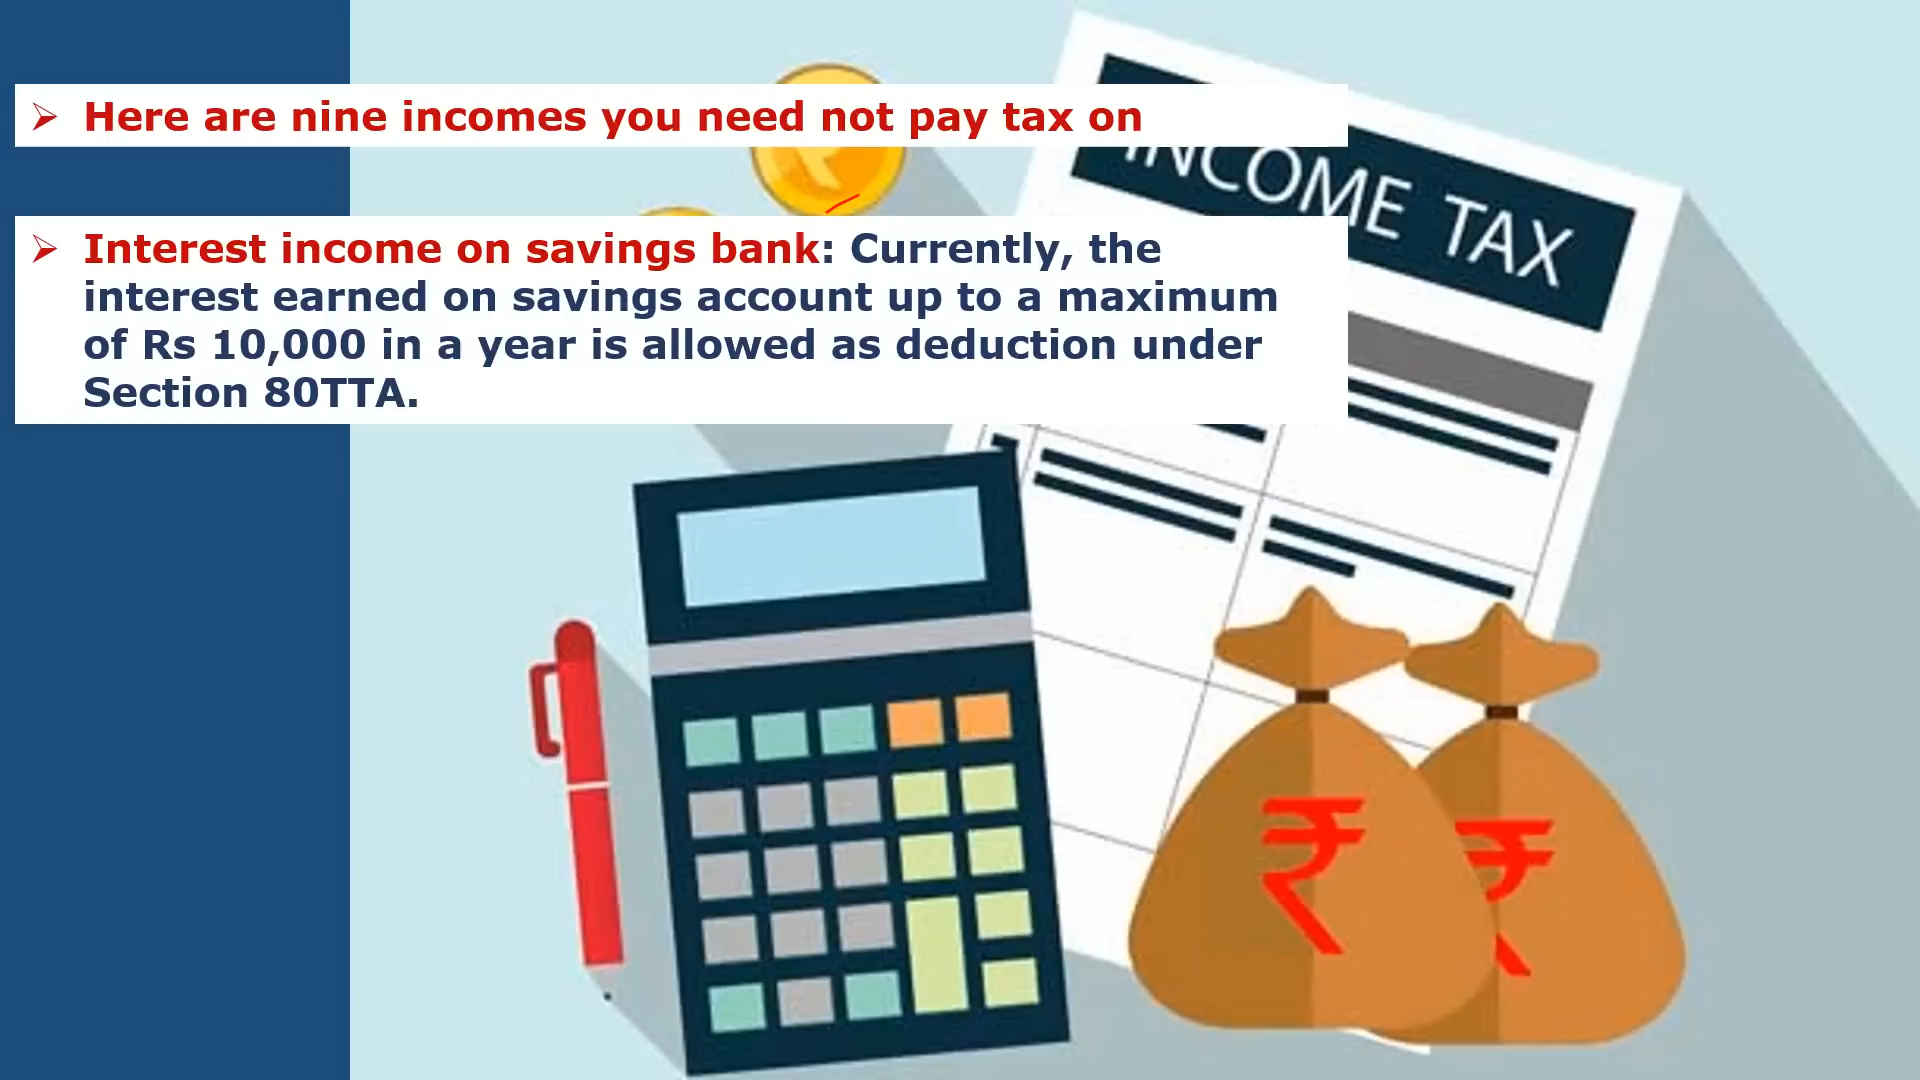 ➢ Here are nine incomes you need not pay tax on
INCOME TAX
➢ Interest income on savings bank: Currently, the
interest earned on savings account up to a maximum
of Rs 10,000 in a year is allowed as deduction under
Section 80TTA.
₹
₹